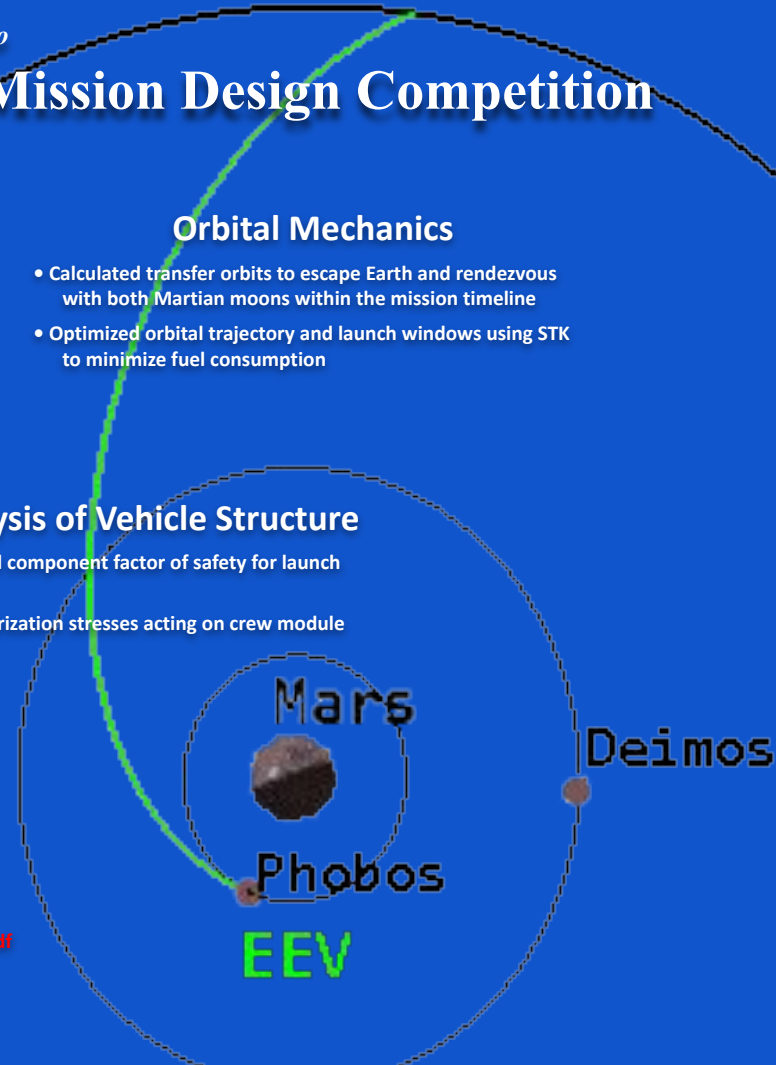 o
Mission Design Competition
Orbital Mechanics
• Calculated transfer orbits to escape Earth and rendezvous
with both Martian moons within the mission timeline
• Optimized orbital trajectory and launch windows using STK
to minimize fuel consumption
ysis of Vehicle Structure
component factor of safety for launch
rization stresses acting on crew module
Mars
Deimos
Phobos
df
EEV